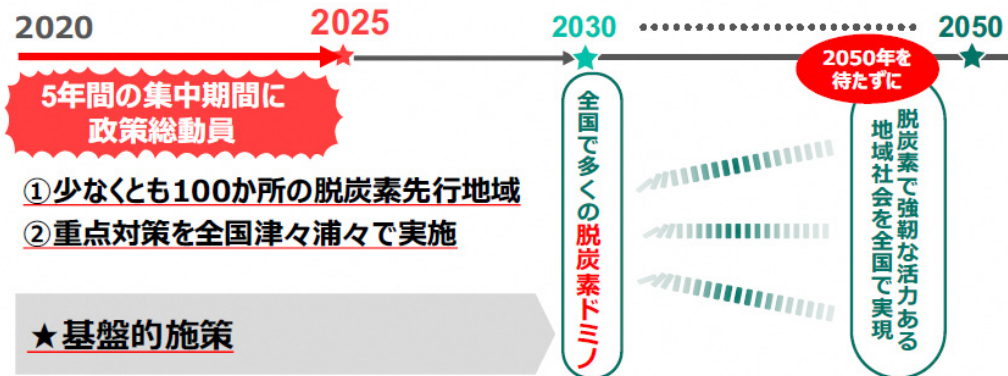 2020
2025
2030
2050
2050年を
待たずに
5年間の集中期間に
政策総動員
①少なくとも100か所の脱炭素先行地域
②重点対策を全国津々浦々で実施
★基盤的施策
全国で多くの脱炭素ドミノ
脱炭素で強靭な活力ある
地域社会を全国で実現